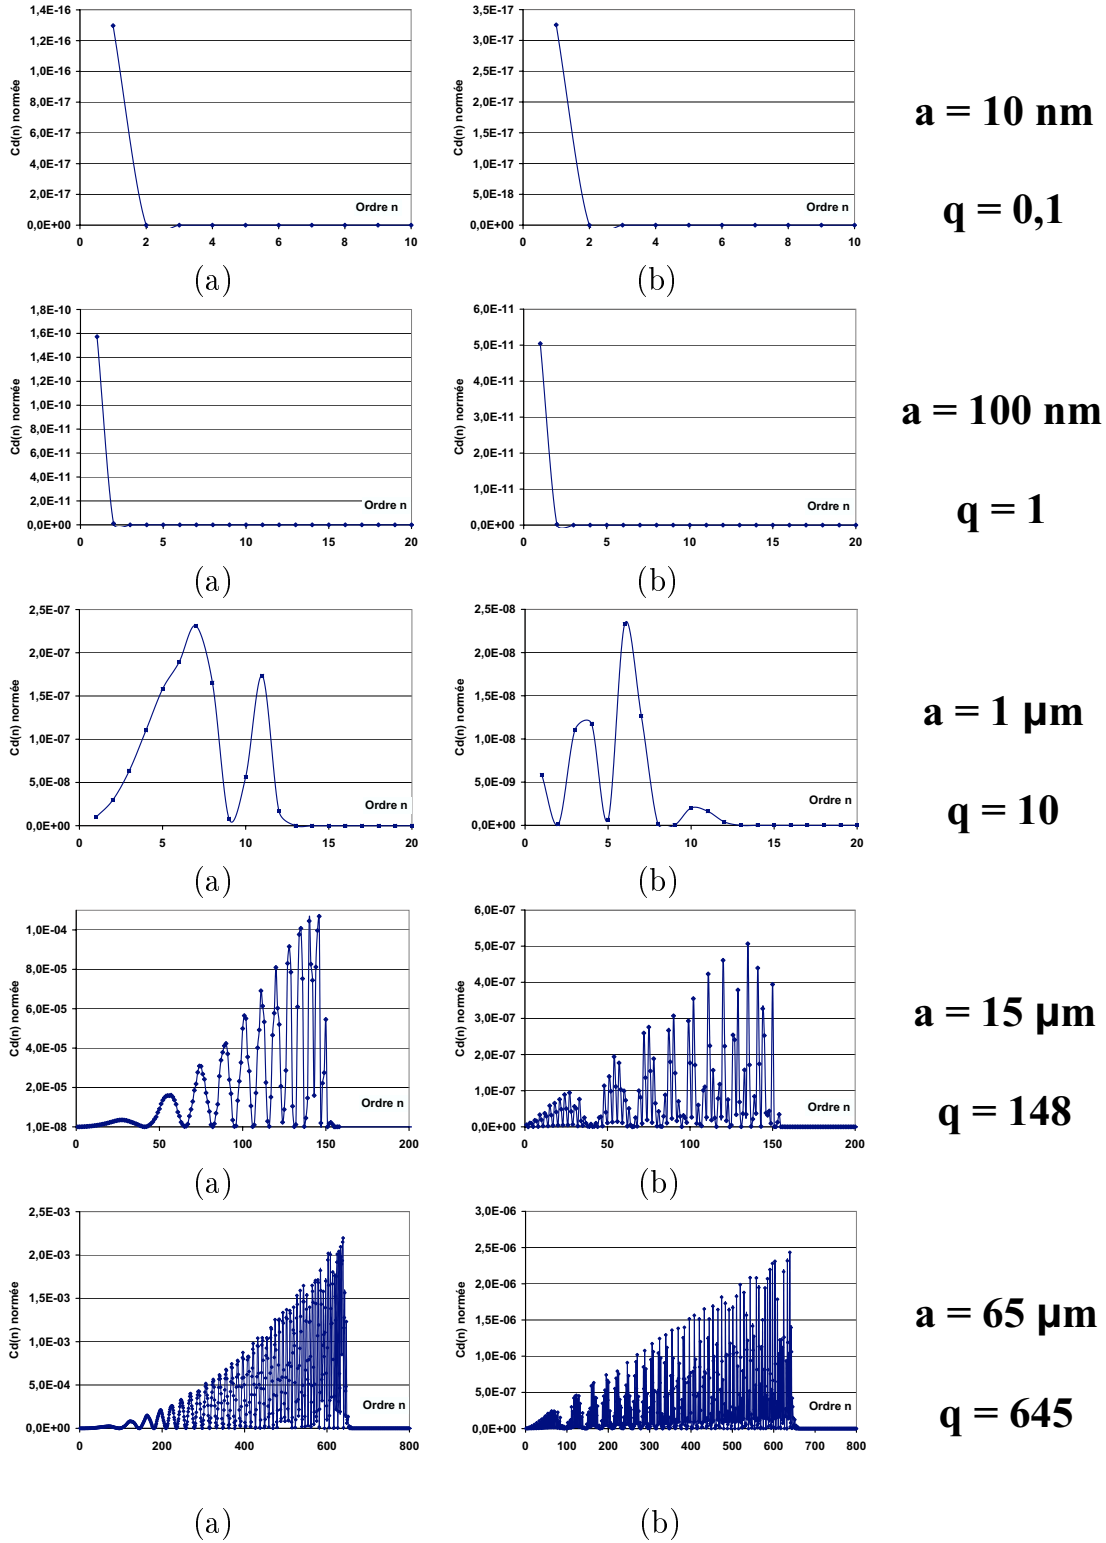 1,4E-16
1,2E-16
1,0E-16
8,0E-17
6,0E-17
4,0E-17
2,0E-17
0,0E+00
Cd(n) normée
Ordre n
0 2 4 6 8 10
(a)
3,5E-17
3,0E-17
2,5E-17
2,0E-17
1,5E-17
1,0E-17
5,0E-18
0,0E+00
Cd(n) normée
Ordre n
0 2 4 6 8 10
(b)
a = 10 nm
q = 0,1
1,8E-10
1,6E-10
1,4E-10
1,2E-10
1,0E-10
8,0E-11
6,0E-11
4,0E-11
2,0E-11
0,0E+00
Cd(n) normée
Ordre n
0 5 10 15 20
(a)
6,0E-11
5,0E-11
4,0E-11
3,0E-11
2,0E-11
1,0E-11
0,0E+00
Cd(n) normée
Ordre n
0 5 10 15 20
(b)
a = 100 nm
q = 1
2,5E-07
2,0E-07
1,5E-07
1,0E-07
5,0E-08
0,0E+00
Cd(n) normée
Ordre n
0 5 10 15 20
(a)
2,5E-08
2,0E-08
1,5E-08
1,0E-08
5,0E-09
0,0E+00
Cd(n) normée
Ordre n
0 5 10 15 20
(b)
a = 1 µm
q = 10
1,0E-04
8,0E-05
6,0E-05
4,0E-05
2,0E-05
1,0E-08
Cd(n) normée
Ordre n
0 50 100 150 200
(a)
6,0E-07
5,0E-07
4,0E-07
3,0E-07
2,0E-07
1,0E-07
0,0E+00
Cd(n) normée
Ordre n
0 50 100 150 200
(b)
a = 15 µm
q = 148
2,5E-03
2,0E-03
1,5E-03
1,0E-03
5,0E-04
0,0E+00
Cd(n) normée
Ordre n
0 200 400 600 800
(a)
3,0E-06
2,5E-06
2,0E-06
1,5E-06
1,0E-06
5,0E-07
0,0E+00
Cd(n) normée
Ordre n
0 100 200 300 400 500 600 700 800
(b)
a = 65 µm
q = 645